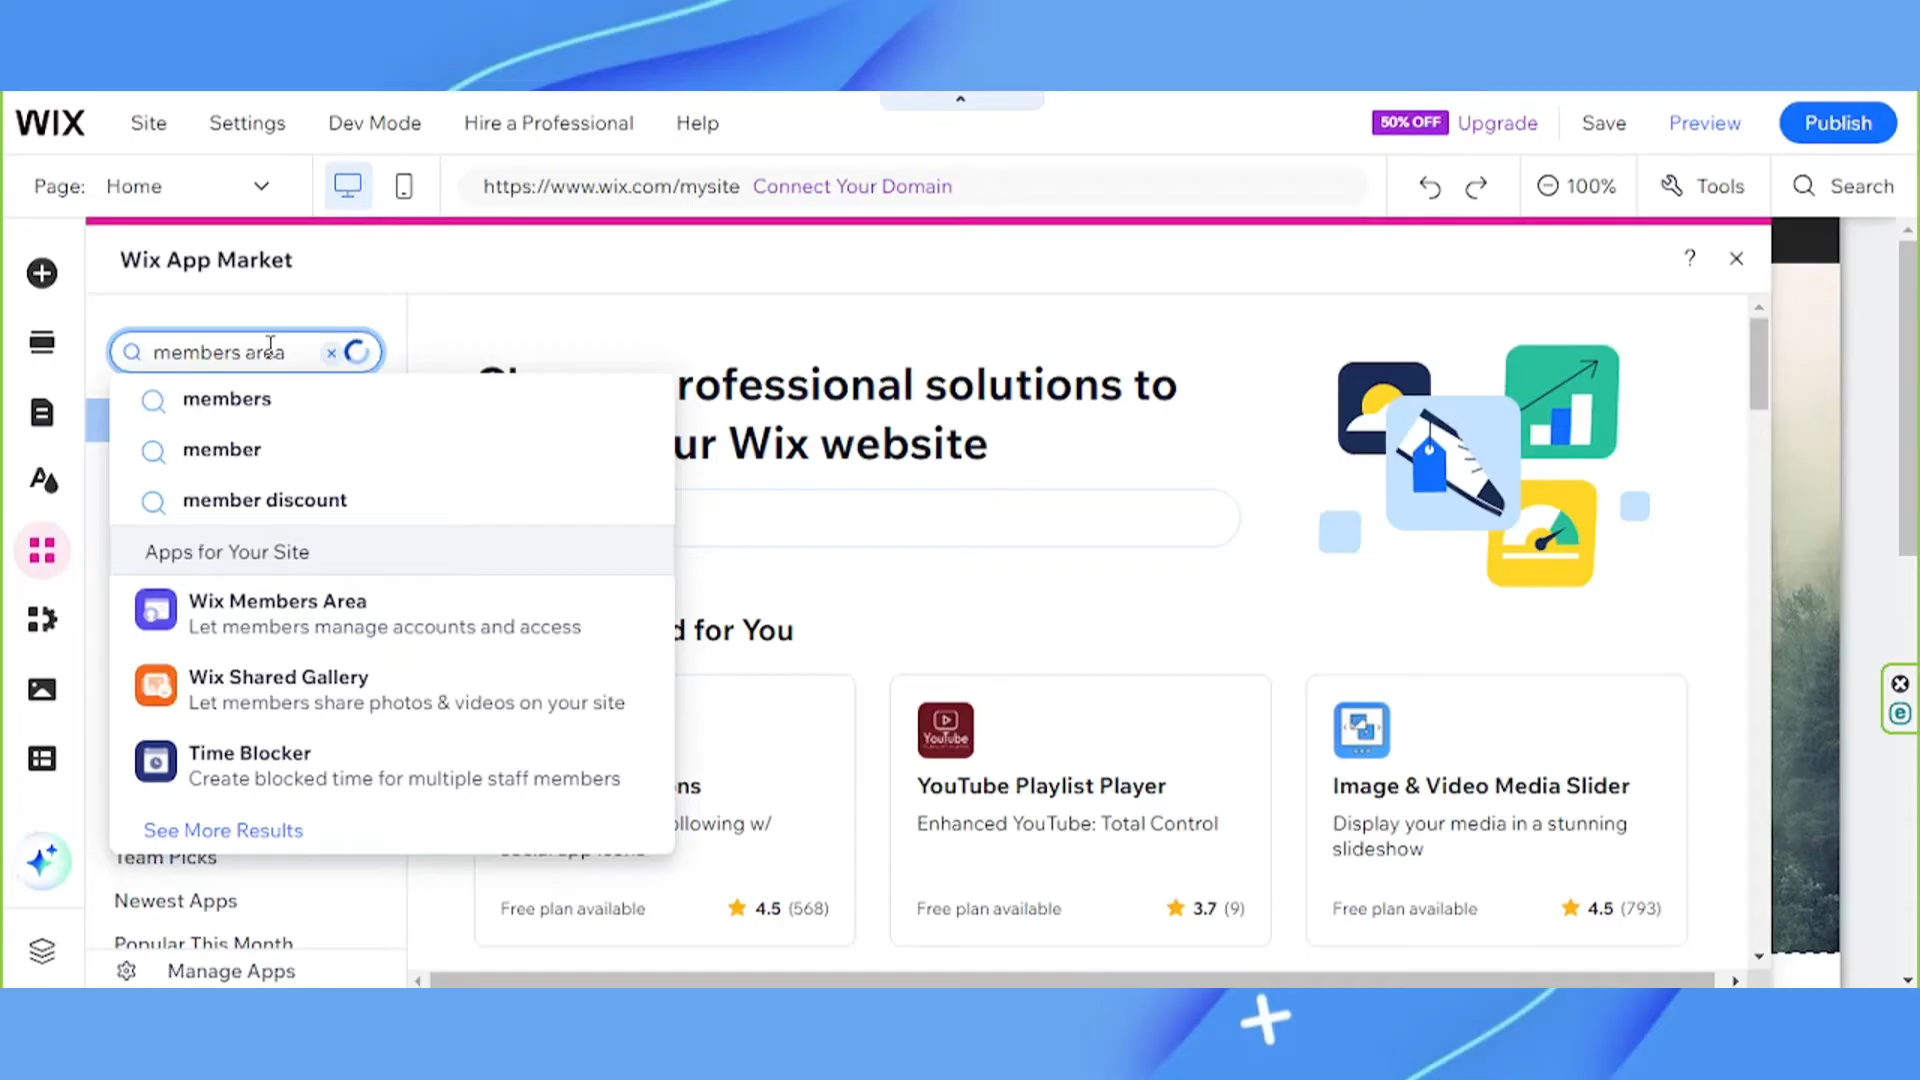 WIX Site Settings Dev Mode Hire a Professional Help 50% OFF Upgrade Save Preview Publish
Page: Home https://www.wix.com/mysite Connect Your Domain 100% Tools Search
Wix App Market ?
members area
members
member
member discount
Apps for Your Site
Wix Members Area
Let members manage accounts and access
Wix Shared Gallery
Let members share photos & videos on your site
Time Blocker
Create blocked time for multiple staff members
See More Results
Team Picks
Newest Apps
Popular This Month
Manage Apps
rofessional solutions to
ur Wix website
d for You
ns
ollowing w/
Free plan available 4.5 (568)
YouTube
YouTube Playlist Player
Enhanced YouTube: Total Control
Free plan available 3.7 (9)
Image & Video Media Slider
Display your media in a stunning
slideshow
Free plan available 4.5 (793)